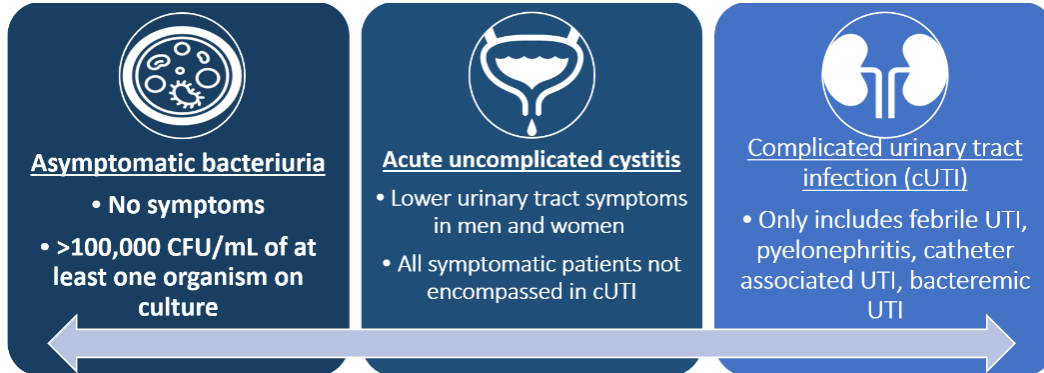 Asymptomatic bacteriuria
• No symptoms
• >100,000 CFU/mL of at
least one organism on
culture
Acute uncomplicated cystitis
• Lower urinary tract symptoms
in men and women
• All symptomatic patients not
encompassed in cUTI
Complicated urinary tract
infection (cUTI)
• Only includes febrile UTI,
pyelonephritis, catheter
associated UTI, bacteremic
UTI